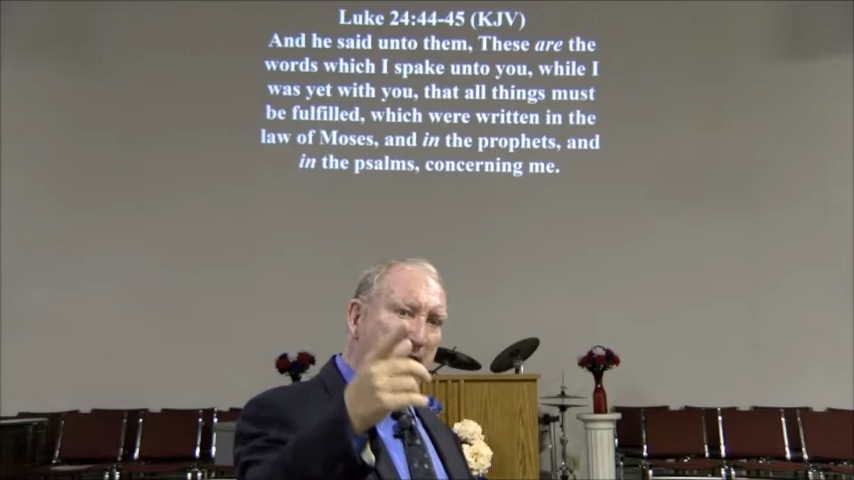 Luke 24:44-45 (KJV)
And he said unto them, These are the
words which I spake unto you, while I
was yet with you, that all things must
be fulfilled, which were written in the
law of Moses, and in the prophets, and
in the psalms, concerning me.